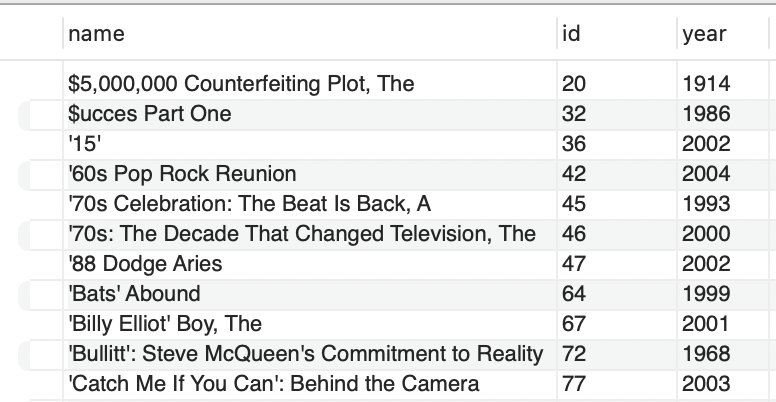 name id year
$5,000,000 Counterfeiting Plot, The 20 1914
$ucces Part One 32 1986
'15' 36 2002
'60s Pop Rock Reunion 42 2004
'70s Celebration: The Beat Is Back, A 45 1993
'70s: The Decade That Changed Television, The 46 2000
'88 Dodge Aries 47 2002
'Bats' Abound 64 1999
'Billy Elliot' Boy, The 67 2001
'Bullitt': Steve McQueen's Commitment to Reality 72 1968
'Catch Me If You Can': Behind the Camera 77 2003